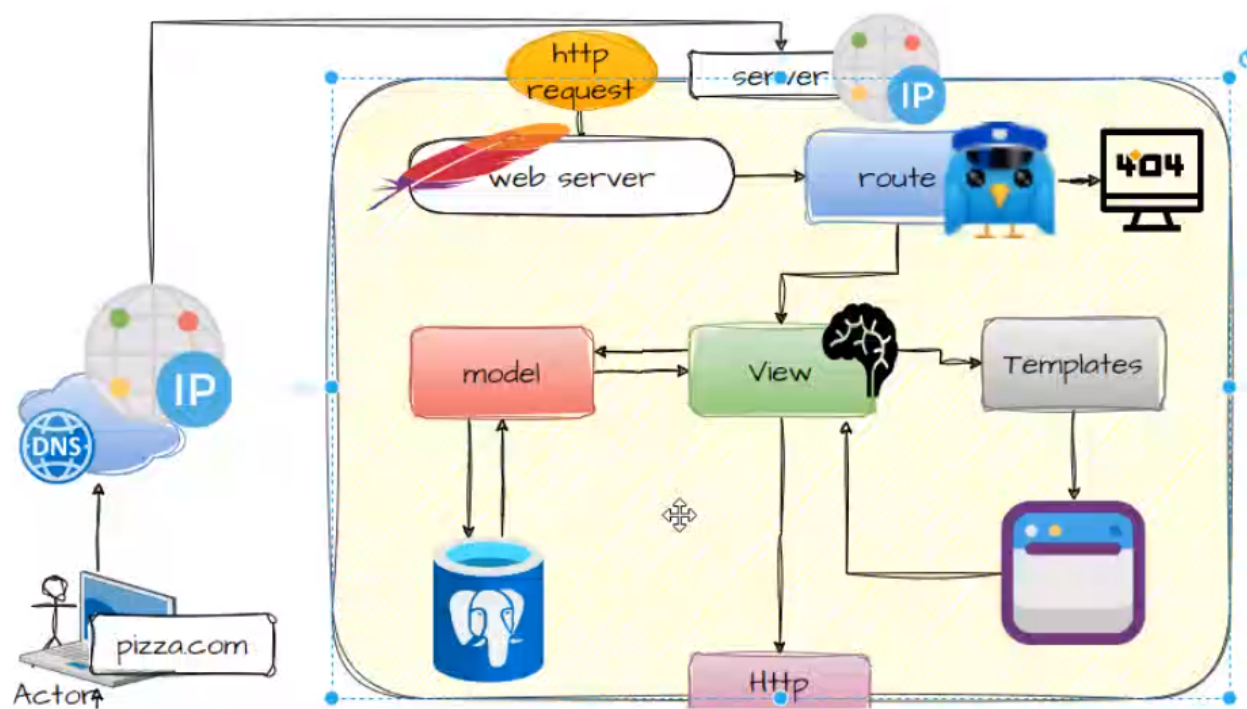 http
request
server
IP
web server
route
404
model
View
Templates
IP
DNS
pizza.com
Actor
Http